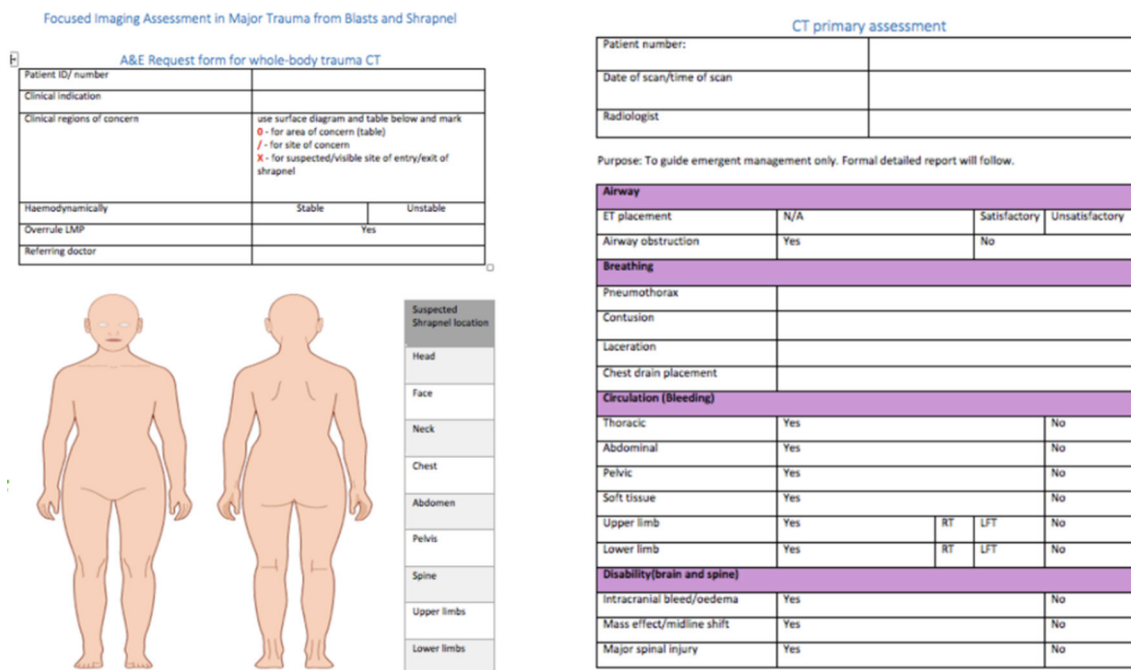 Focused Imaging Assessment in Major Trauma from Blasts and Shrapnel
A&E Request form for whole-body trauma CT
Patient ID/ number
Clinical indication
Clinical regions of concern
use surface diagram and table below and mark
0 - for area of concern (table)
/ - for site of concern
X - for suspected/visible site of entry/exit of
shrapnel
Haemodynamically Stable Unstable
Overrule LMP Yes
Referring doctor
Suspected
Shrapnel location
Head
Face
Neck
Chest
Abdomen
Pelvis
Spine
Upper limbs
Lower limbs
CT primary assessment
Patient number:
Date of scan/time of scan
Radiologist
Purpose: To guide emergent management only. Formal detailed report will follow.
Airway
ET placement N/A Satisfactory Unsatisfactory
Airway obstruction Yes No
Breathing
Pneumothorax
Contusion
Laceration
Chest drain placement
Circulation (Bleeding)
Thoracic Yes No
Abdominal Yes No
Pelvic Yes No
Soft tissue Yes No
Upper limb Yes RT LFT No
Lower limb Yes RT LFT No
Disability(brain and spine)
Intracranial bleed/oedema Yes No
Mass effect/midline shift Yes No
Major spinal injury Yes No